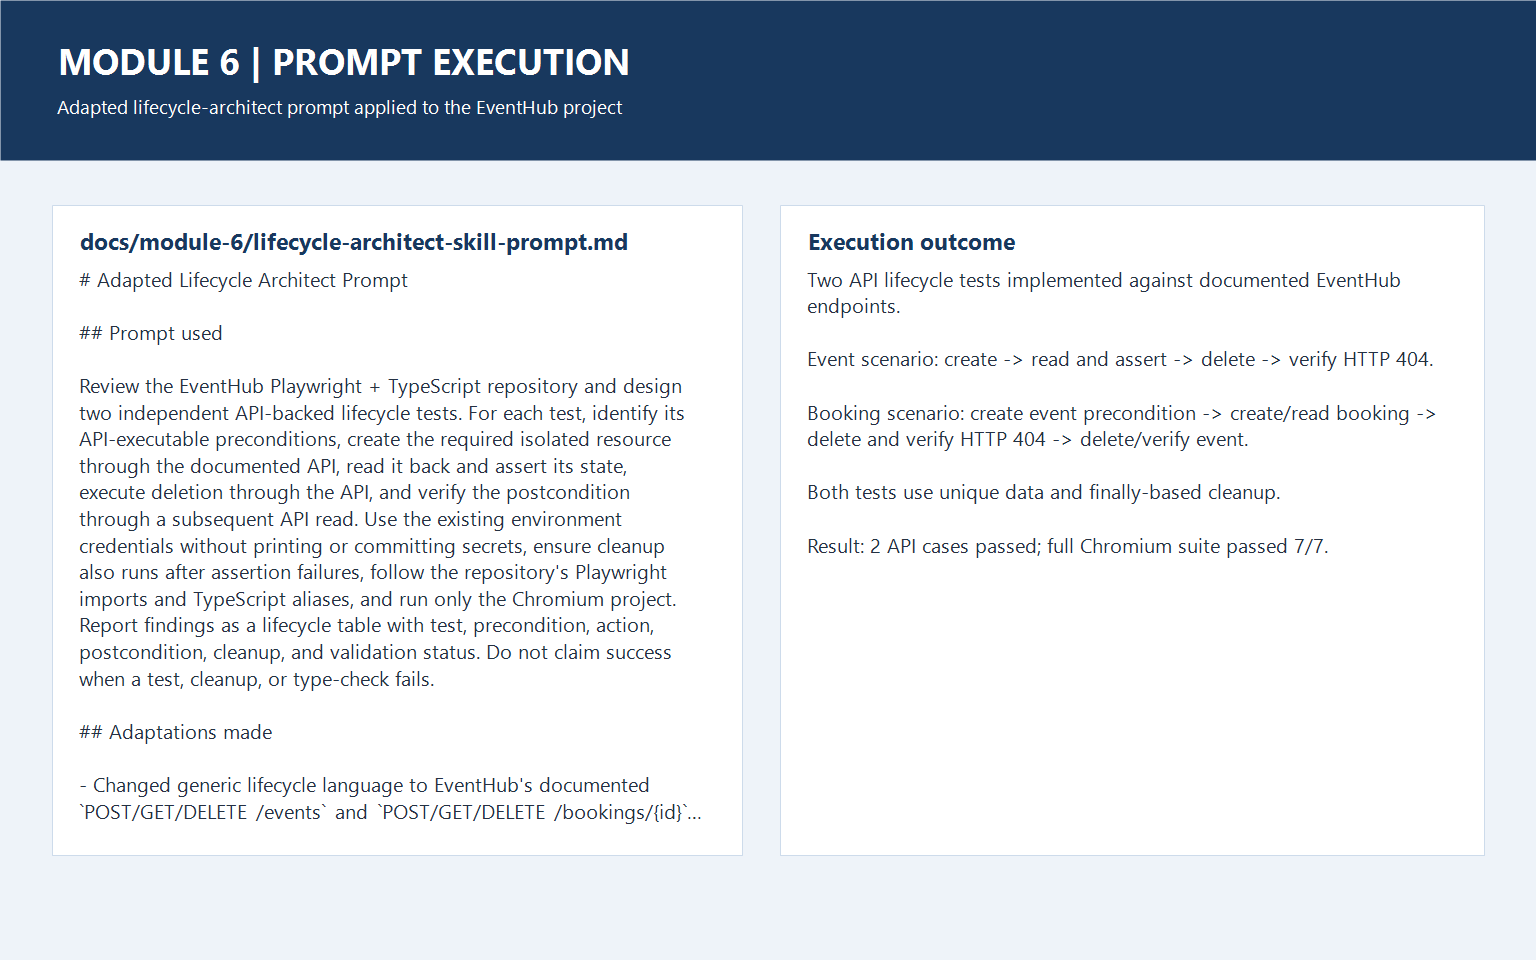 MODULE 6 | PROMPT EXECUTION
Adapted lifecycle-architect prompt applied to the EventHub project
docs/module-6/lifecycle-architect-skill-prompt.md
# Adapted Lifecycle Architect Prompt
## Prompt used
Review the EventHub Playwright + TypeScript repository and design
two independent API-backed lifecycle tests. For each test, identify its
API-executable preconditions, create the required isolated resource
through the documented API, read it back and assert its state,
execute deletion through the API, and verify the postcondition
through a subsequent API read. Use the existing environment
credentials without printing or committing secrets, ensure cleanup
also runs after assertion failures, follow the repository's Playwright
imports and TypeScript aliases, and run only the Chromium project.
Report findings as a lifecycle table with test, precondition, action,
postcondition, cleanup, and validation status. Do not claim success
when a test, cleanup, or type-check fails.
## Adaptations made
- Changed generic lifecycle language to EventHub's documented
`POST/GET/DELETE /events` and `POST/GET/DELETE /bookings/{id}`...
Execution outcome
Two API lifecycle tests implemented against documented EventHub
endpoints.
Event scenario: create -> read and assert -> delete -> verify HTTP 404.
Booking scenario: create event precondition -> create/read booking ->
delete and verify HTTP 404 -> delete/verify event.
Both tests use unique data and finally-based cleanup.
Result: 2 API cases passed; full Chromium suite passed 7/7.